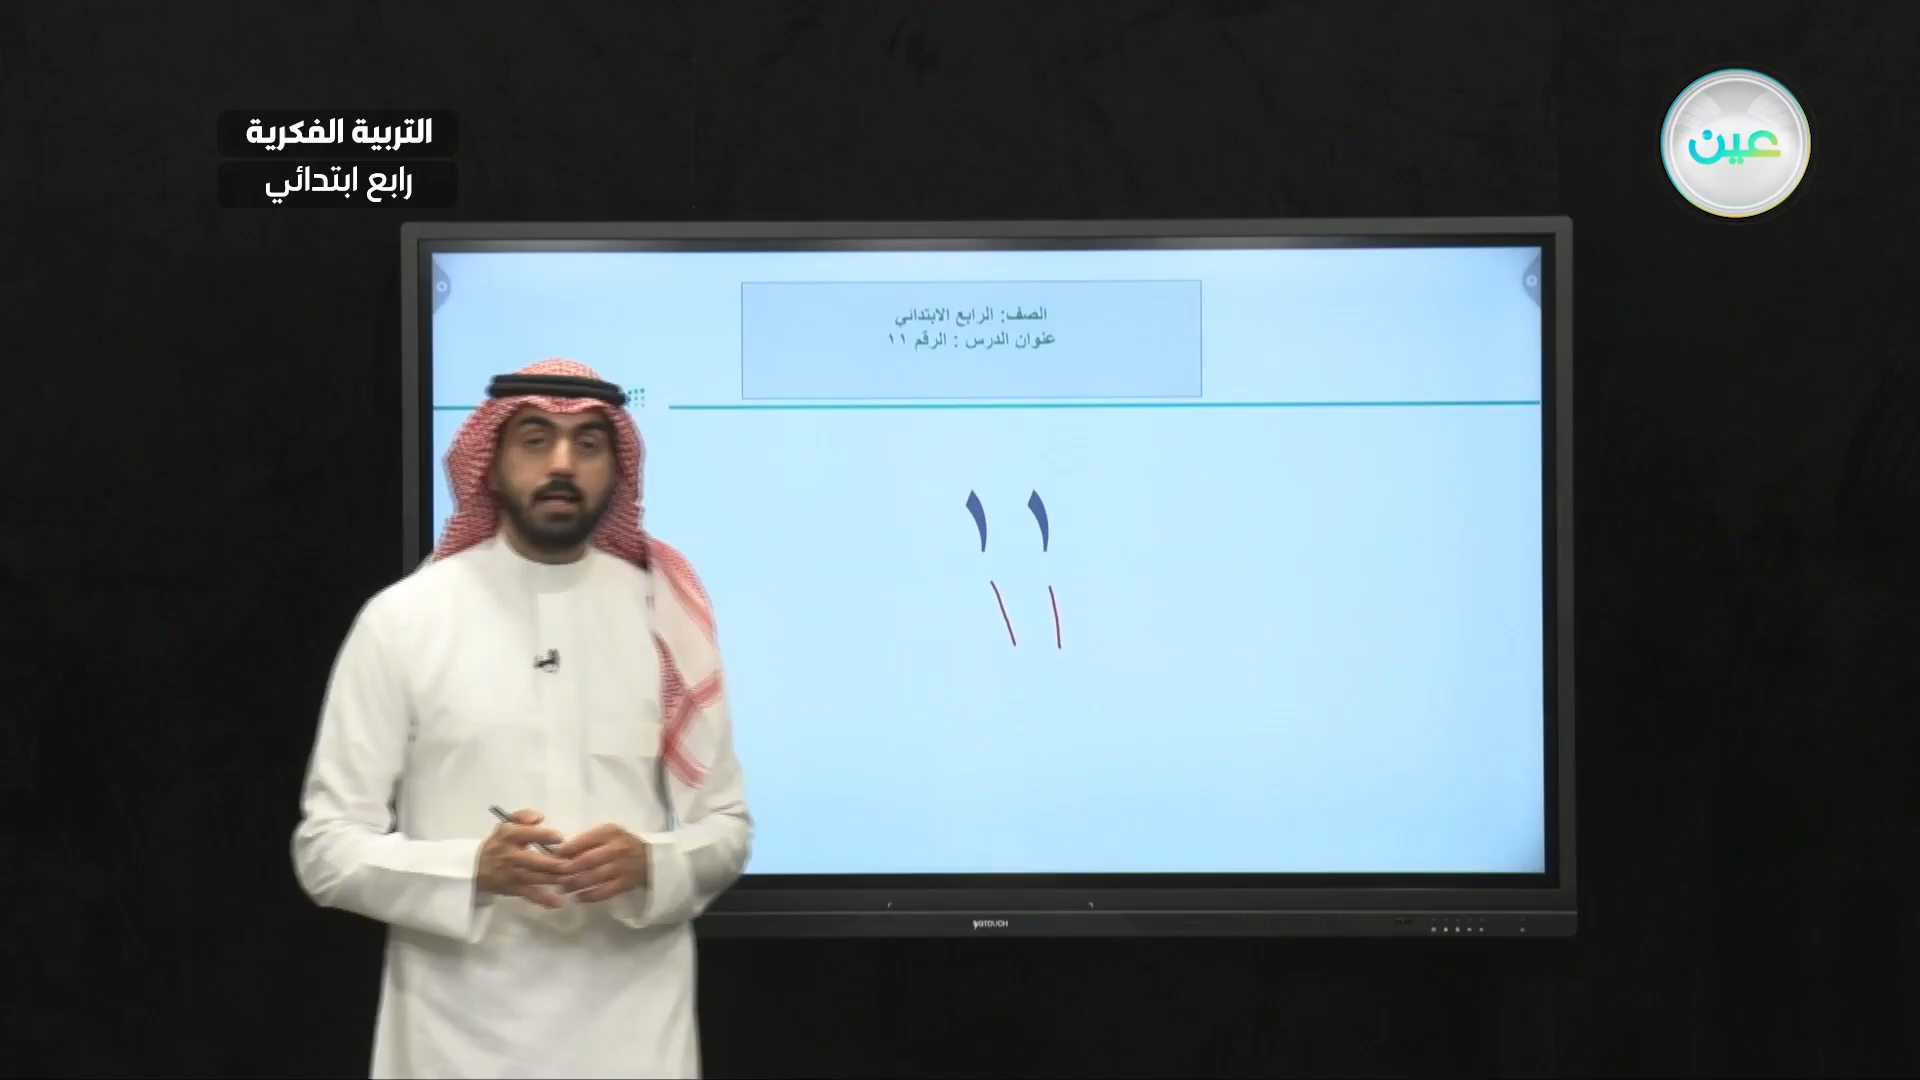 التربية الفكرية
رابع ابتدائي
عين
الصف: الرابع الابتدائي
عنوان الدرس : الرقم ١١
١١
١١